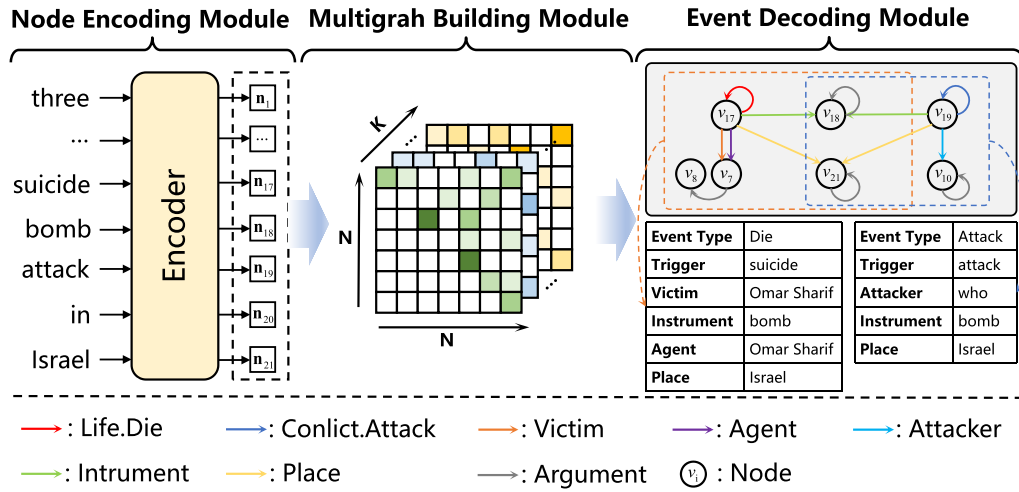 Node Encoding Module
Multigrah Building Module
Event Decoding Module
three
...
suicide
bomb
attack
in
Israel
Encoder
n1
...
n17
n18
n19
n20
n21
K
...
...
N
N
v17
v18
v19
v8
v7
v21
v10
Event Type Die
Trigger suicide
Victim Omar Sharif
Instrument bomb
Agent Omar Sharif
Place Israel
Event Type Attack
Trigger attack
Attacker who
Instrument bomb
Place Israel
: Life.Die
: Conlict.Attack
: Victim
: Agent
: Attacker
: Intrument
: Place
: Argument
vi : Node